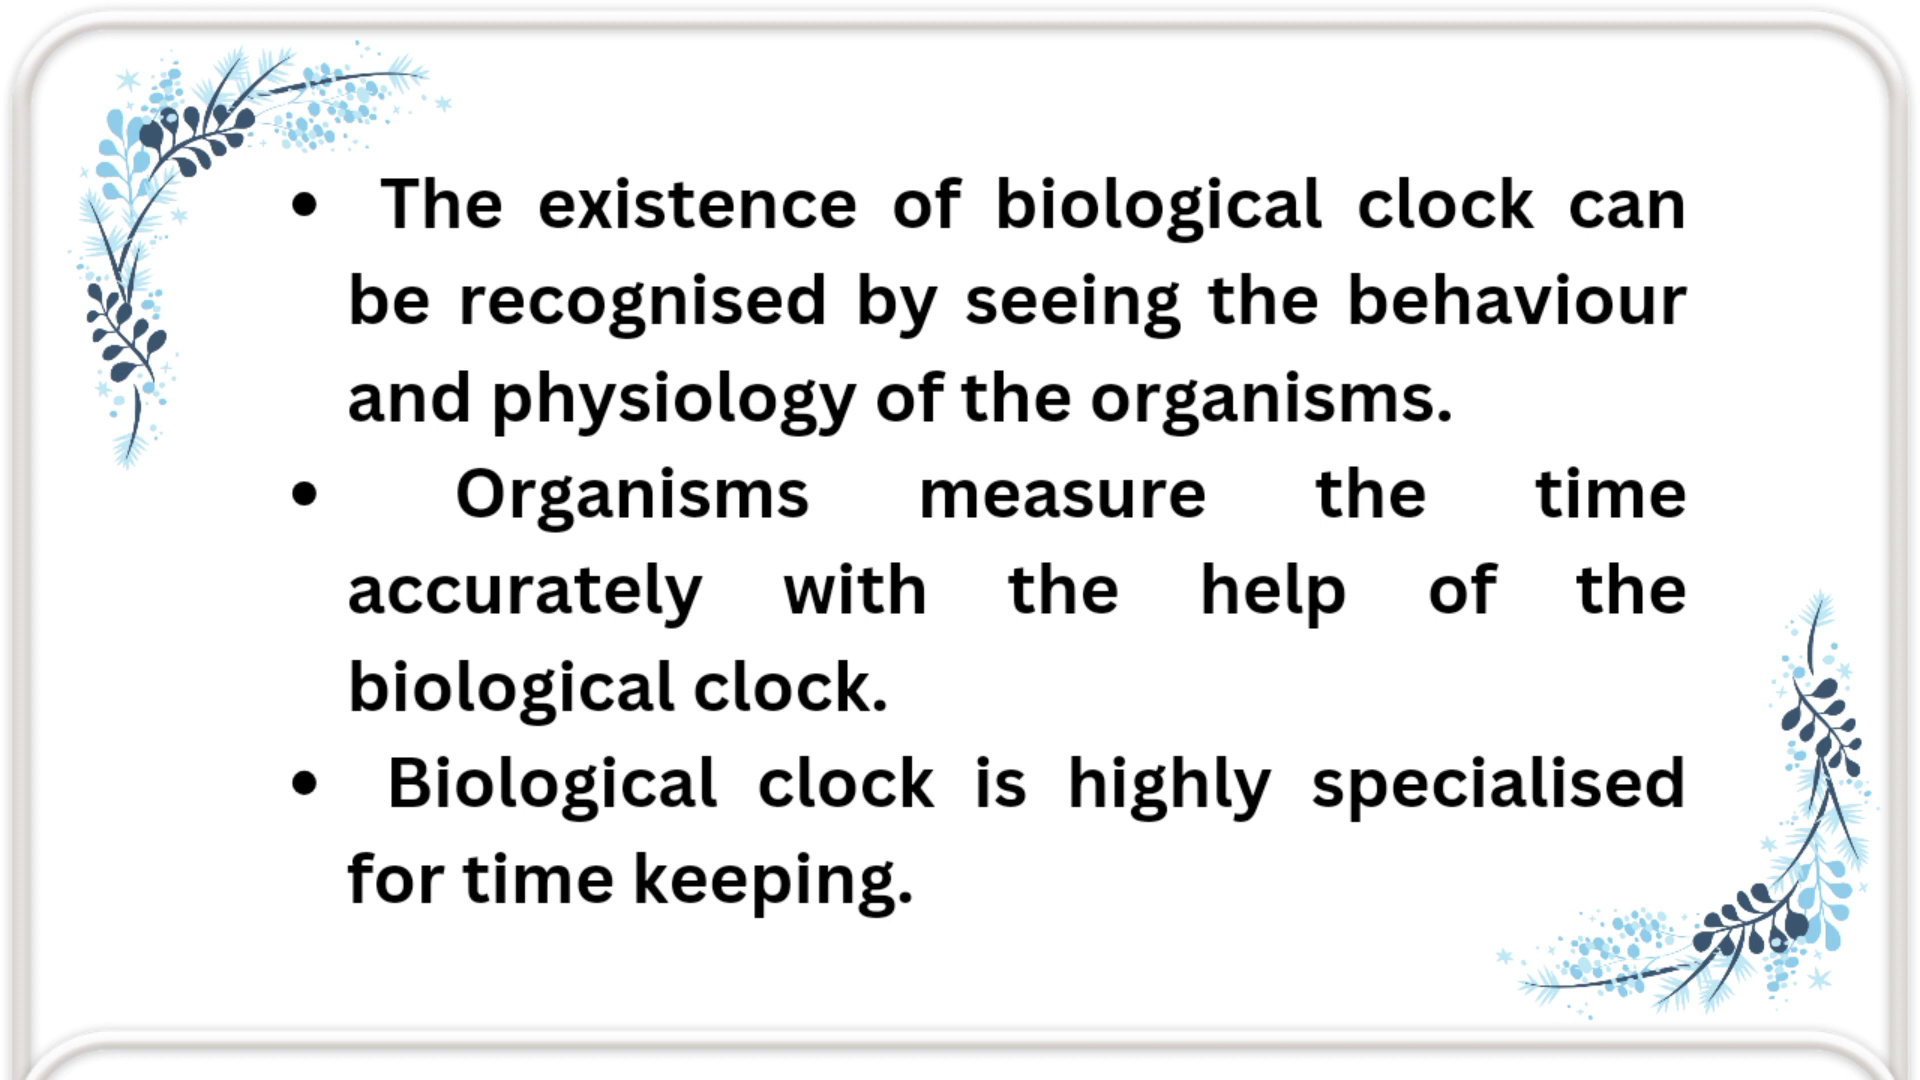 • The existence of biological clock can
be recognised by seeing the behaviour
and physiology of the organisms.
• Organisms measure the time
accurately with the help of the
biological clock.
• Biological clock is highly specialised
for time keeping.